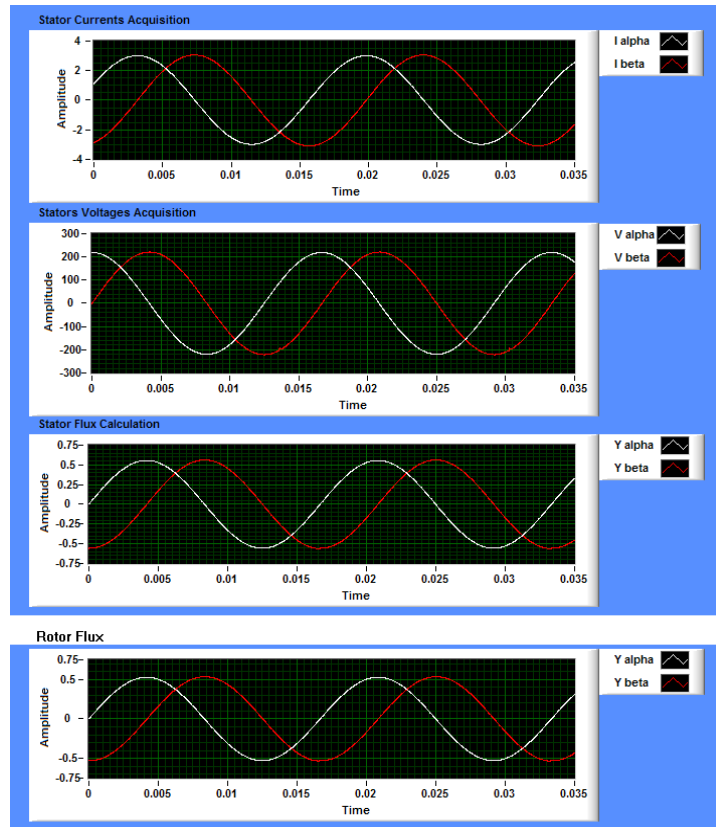 Stator Currents Acquisition
I alpha
I beta
4
2
0
-2
-4
Amplitude
0 0.005 0.01 0.015 0.02 0.025 0.03 0.035
Time
Stators Voltages Acquisition
V alpha
V beta
300
200
100
0
-100
-200
-300
Amplitude
0 0.005 0.01 0.015 0.02 0.025 0.03 0.035
Time
Stator Flux Calculation
Y alpha
Y beta
0.75
0.5
0.25
0
-0.25
-0.5
-0.75
Amplitude
0 0.005 0.01 0.015 0.02 0.025 0.03 0.035
Time
Rotor Flux
Y alpha
Y beta
0.75
0.5
0
-0.5
-0.75
Amplitude
0 0.005 0.01 0.015 0.02 0.025 0.03 0.035
Time